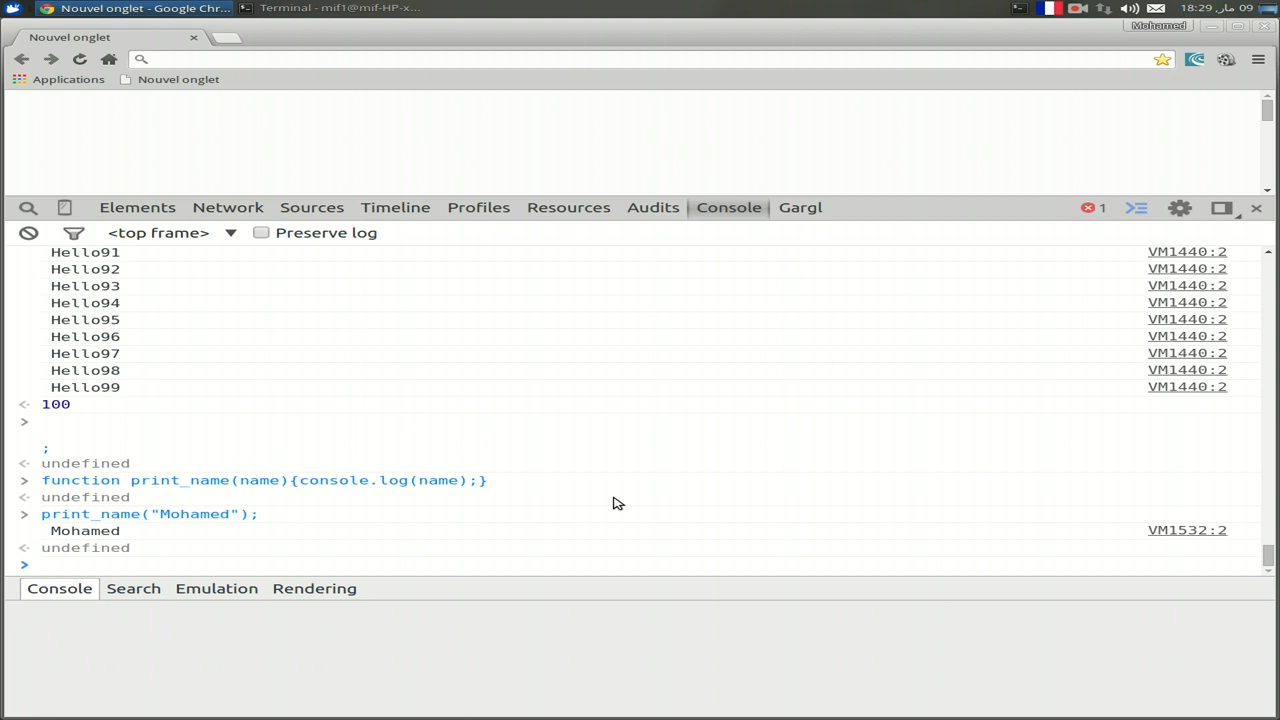 Nouvel onglet - Google Chr... Terminal - mif1@mif-HP-x... 09 مار, 18:29
Nouvel onglet Mohamed
Applications Nouvel onglet
Elements Network Sources Timeline Profiles Resources Audits Console Gargl 1
<top frame> Preserve log
Hello91 VM1440:2
Hello92 VM1440:2
Hello93 VM1440:2
Hello94 VM1440:2
Hello95 VM1440:2
Hello96 VM1440:2
Hello97 VM1440:2
Hello98 VM1440:2
Hello99 VM1440:2
100
>
;
undefined
> function print_name(name){console.log(name);}
undefined
> print_name("Mohamed");
Mohamed VM1532:2
undefined
>
Console Search Emulation Rendering